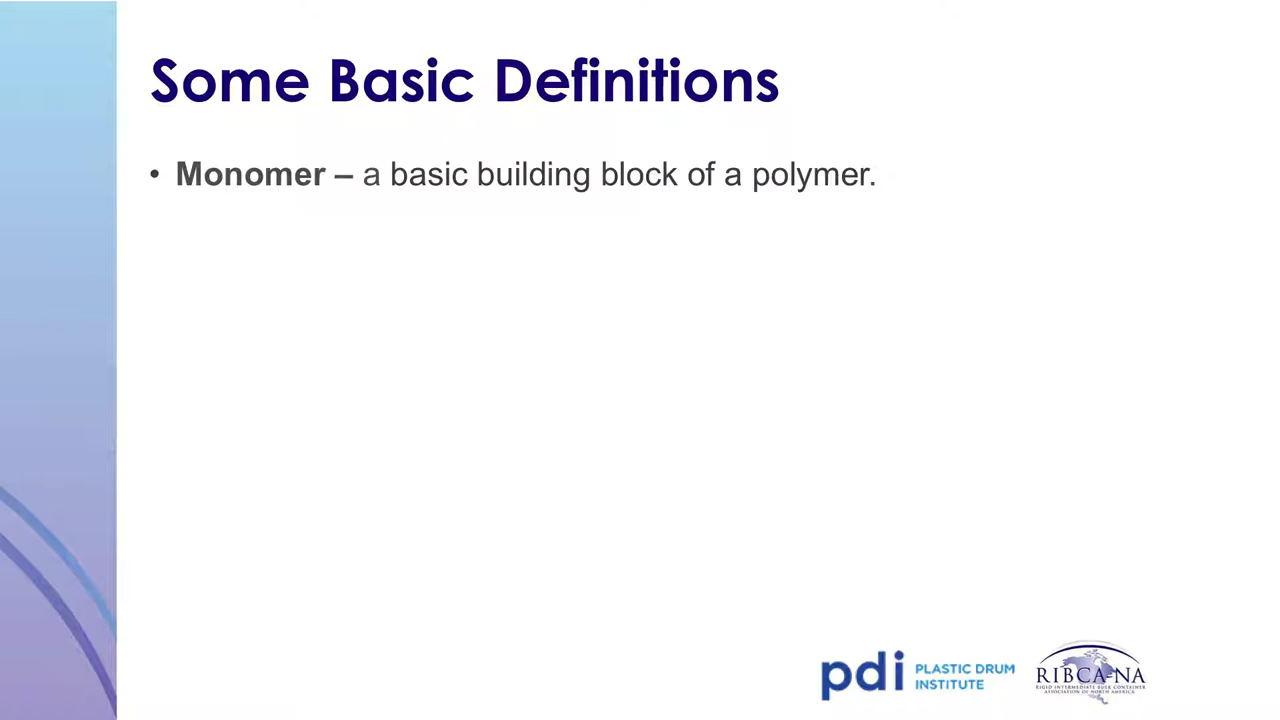 Some Basic Definitions
• Monomer – a basic building block of a polymer.
pdi PLASTIC DRUM
INSTITUTE
RIBCA-NA
RIGID INTERMEDIATE BULK CONTAINER
ASSOCIATION OF NORTH AMERICA